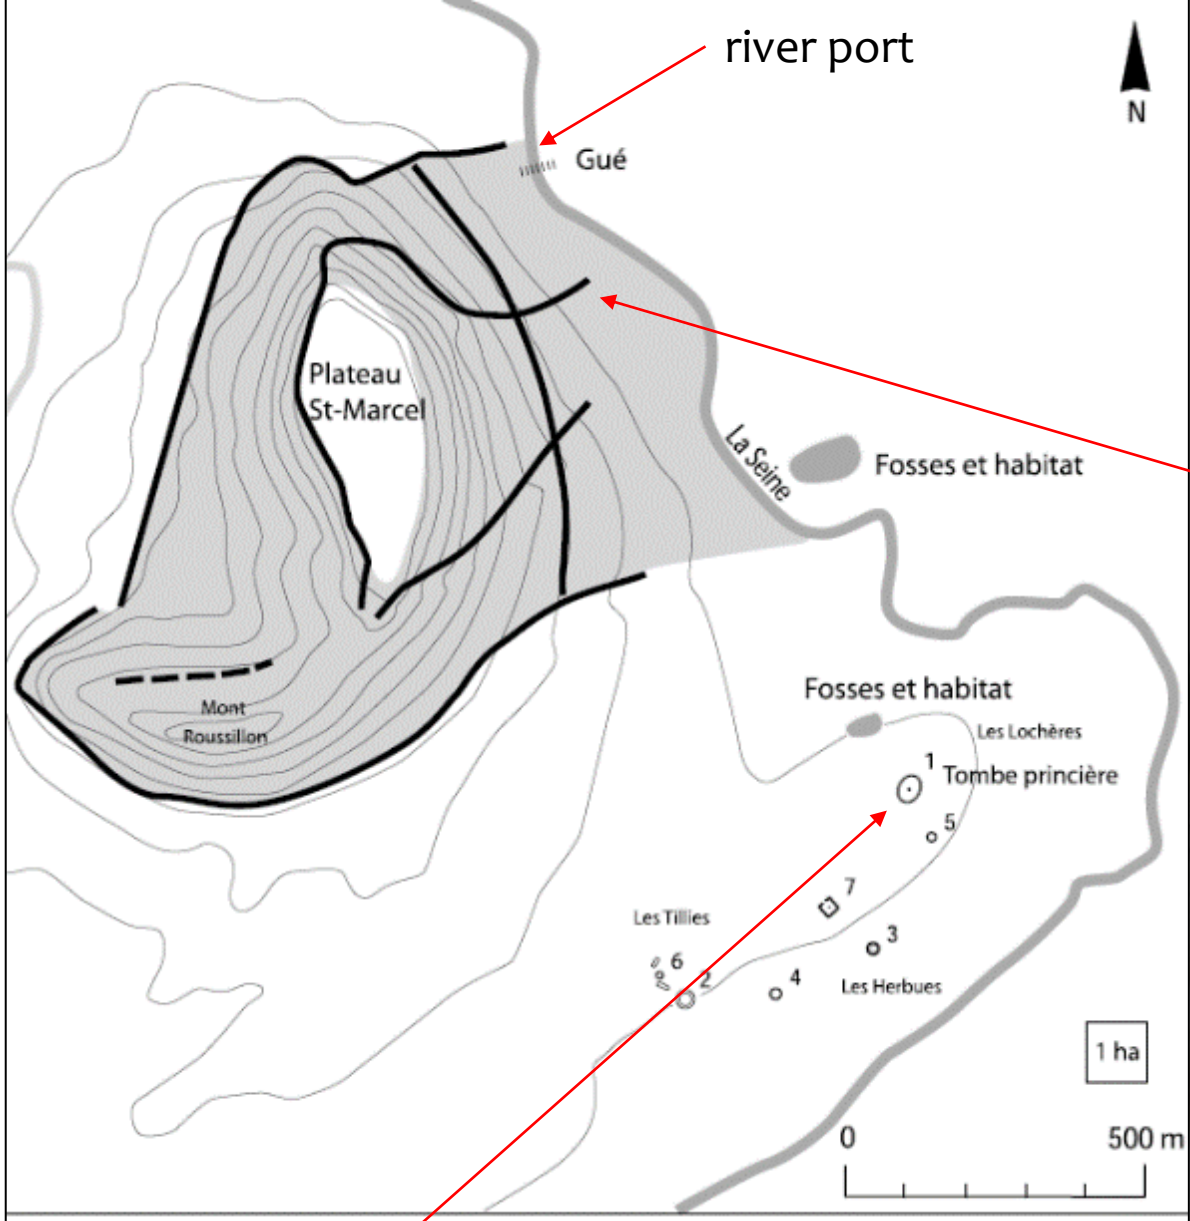 river port
N
Gué
Plateau
St-Marcel
La Seine
Fosses et habitat
Fosses et habitat
Mont
Roussillon
Les Lochères
1
Tombe princière
5
7
Les Tillies
3
6
2
4
Les Herbues
1 ha
0
500 m